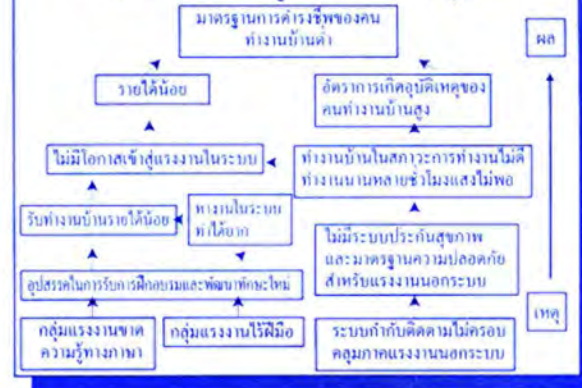 มาตรฐานการดำรงชีพของคน
ทำงานบ้านต่ำ
ผล
รายได้น้อย
อัตราการเกิดอุบัติเหตุของ
คนทำงานบ้านสูง
ไม่มีโอกาสเข้าสู่แรงงานในระบบ
ทำงานบ้านในสภาวะการทำงานไม่ดี
ทำงานนานหลายชั่วโมงแสงไม่พอ
รับทำงานบ้านรายได้น้อย
ทางานในระบบ
ทำได้ยาก
ไม่มีระบบประกันสุขภาพ
และมาตรฐานความปลอดภัย
สำหรับแรงงานนอกระบบ
อุปสรรคในการรับการฝึกอบรมและพัฒนาทักษะใหม่
เหตุ
กลุ่มแรงงานขาด
ความรู้ทางภาษา
กลุ่มแรงงานไร้ฝีมือ
ระบบกำกับติดตามไม่ครอบ
คลุมภาคแรงงานนอกระบบ